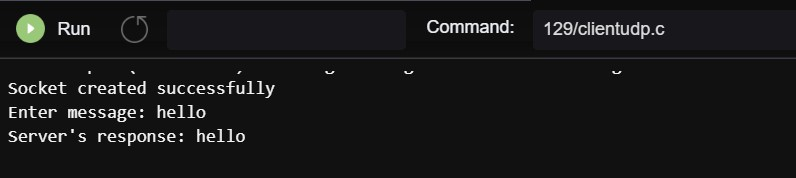 Run
Command: 129/clientudp.c
Socket created successfully
Enter message: hello
Server's response: hello